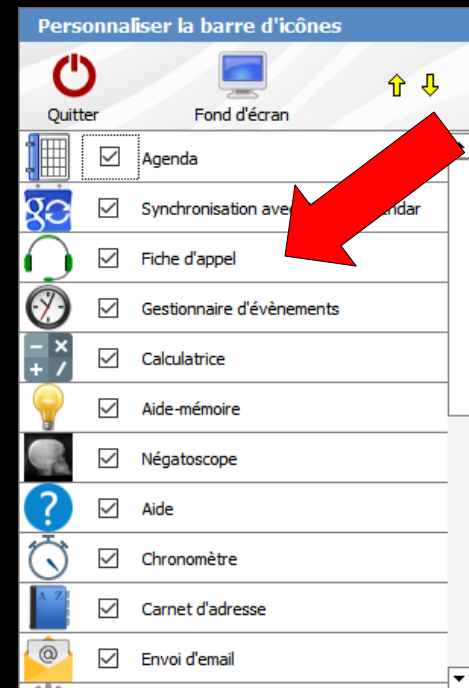 Personnaliser la barre d'icônes
Quitter
Fond d'écran
Agenda
Synchronisation ave ndar
Fiche d'appel
Gestionnaire d'évènements
- x
+ /
Calculatrice
Aide-mémoire
Négatoscope
?
Aide
Chronomètre
A Z
Carnet d'adresse
@
Envoi d'email